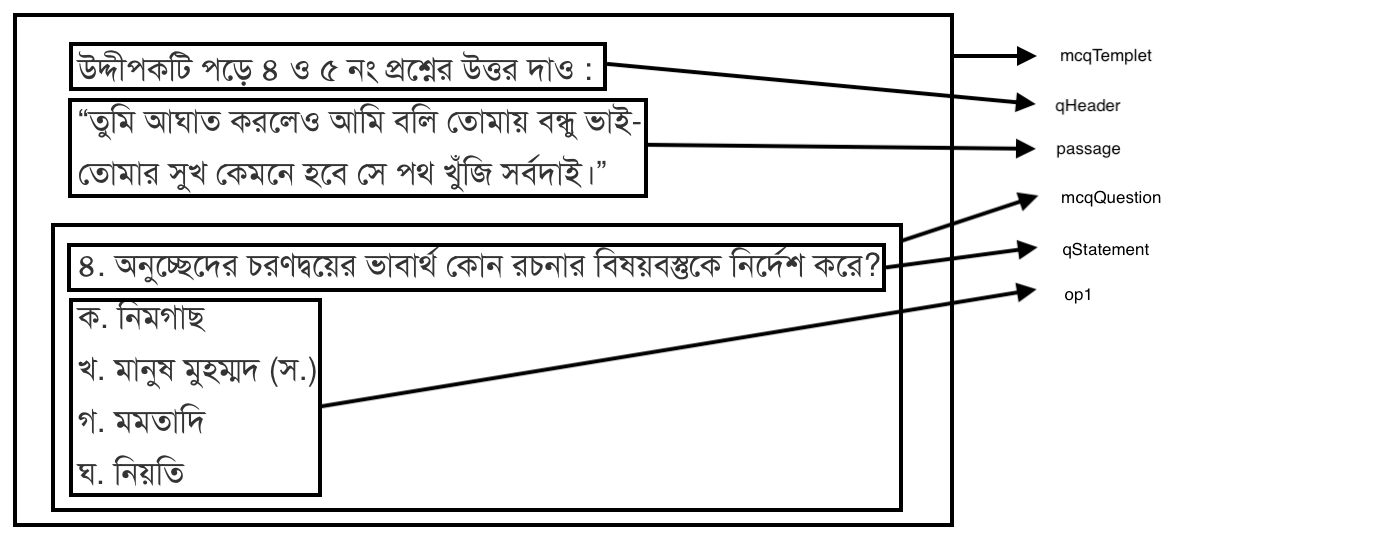 উদ্দীপকটি পড়ে ৪ ও ৫ নং প্রশ্নের উত্তর দাও :
“তুমি আঘাত করলেও আমি বলি তোমায় বন্ধু ভাই-
তোমার সুখ কেমনে হবে সে পথ খুঁজি সর্বদাই।”
৪. অনুচ্ছেদের চরণদ্বয়ের ভাবার্থ কোন রচনার বিষয়বস্তুকে নির্দেশ করে?
ক. নিমগাছ
খ. মানুষ মুহম্মদ (স.)
গ. মমতাদি
ঘ. নিয়তি
mcqTemplet
qHeader
passage
mcqQuestion
qStatement
op1